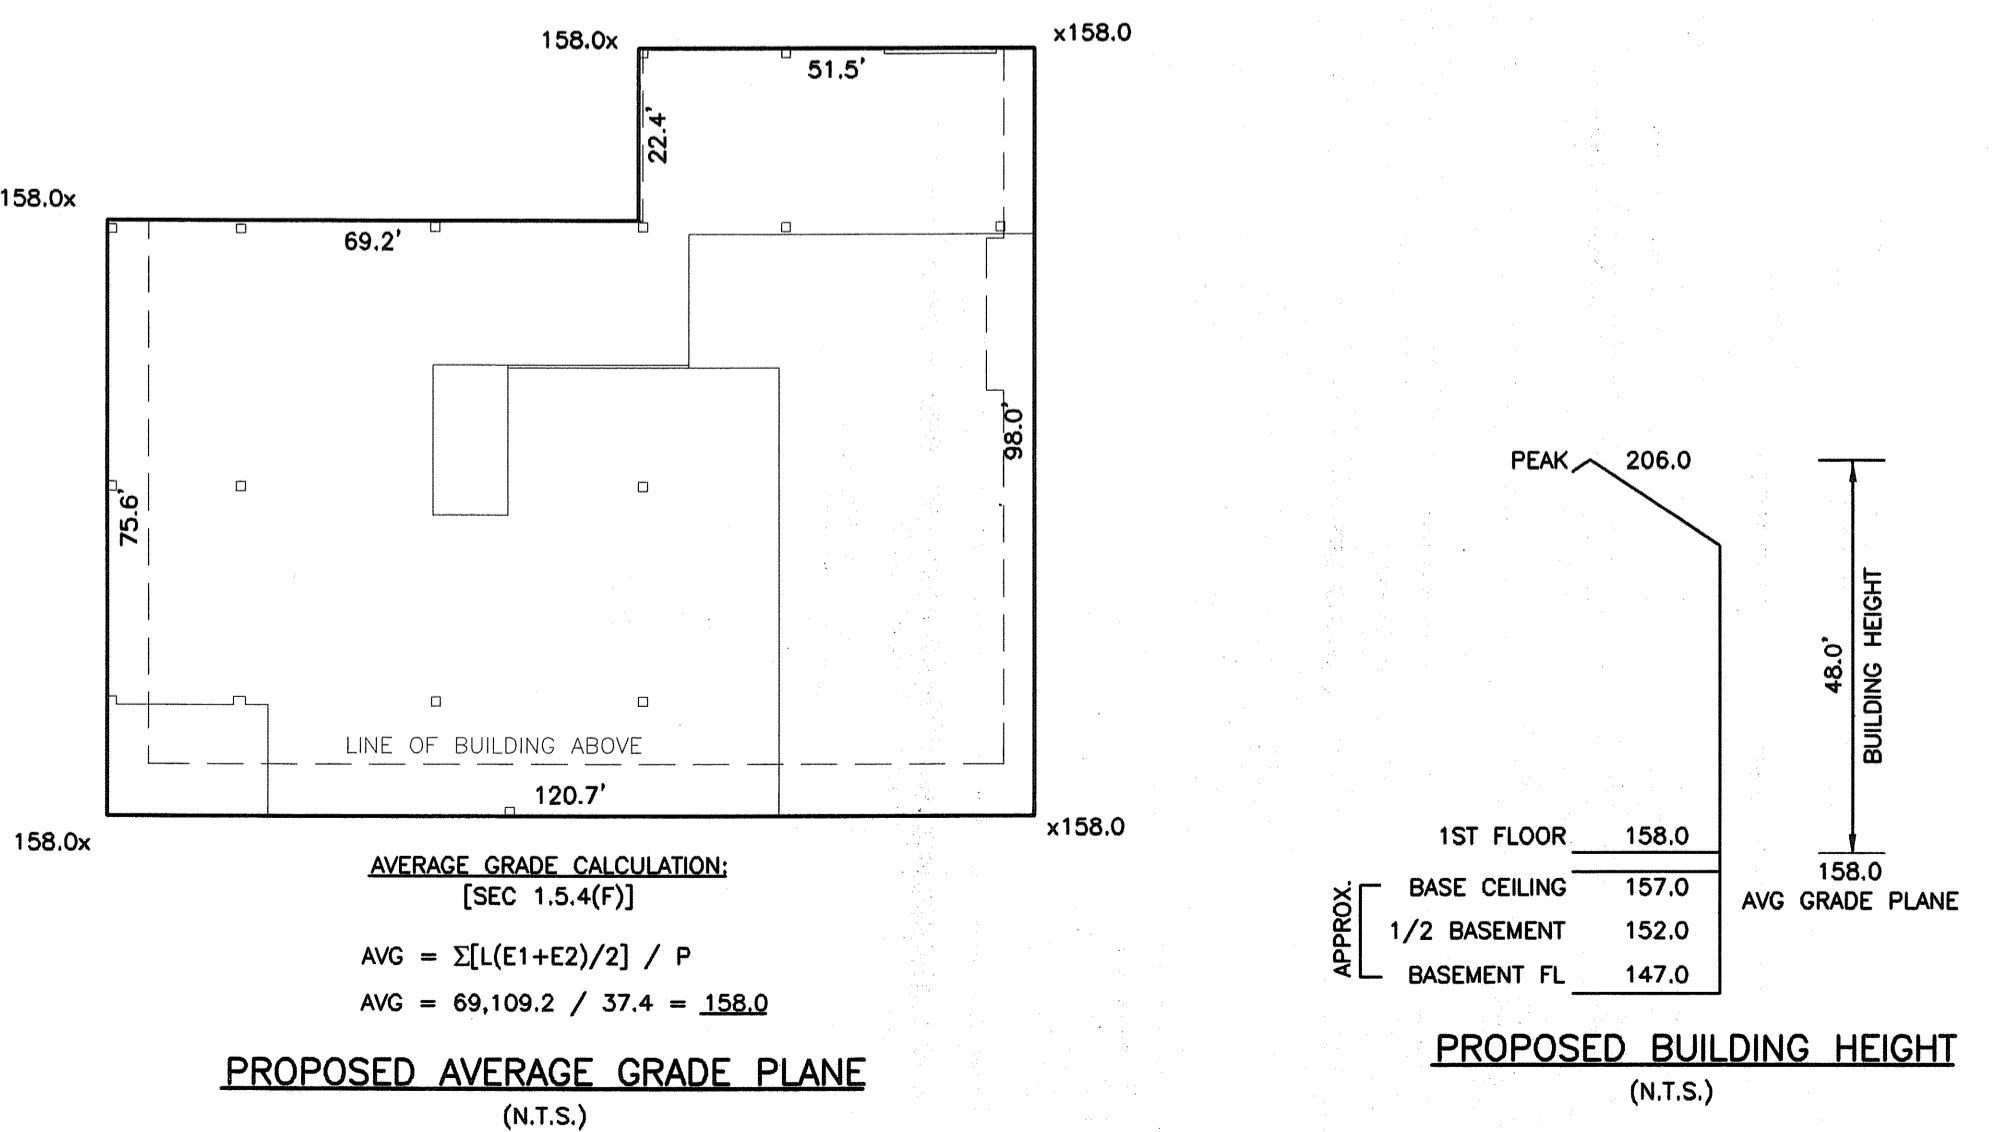 158.0x
x158.0
51.5'
22.4'
158.0x
69.2'
98.0'
75.6'
LINE OF BUILDING ABOVE
120.7'
158.0x
x158.0
AVERAGE GRADE CALCULATION:
[SEC 1.5.4(F)]
AVG = Σ[L(E1+E2)/2] / P
AVG = 69,109.2 / 37.4 = 158.0
PROPOSED AVERAGE GRADE PLANE
(N.T.S.)
PEAK 206.0
48.0'
BUILDING HEIGHT
1ST FLOOR 158.0
158.0
AVG GRADE PLANE
APPROX.
BASE CEILING 157.0
1/2 BASEMENT 152.0
BASEMENT FL 147.0
PROPOSED BUILDING HEIGHT
(N.T.S.)